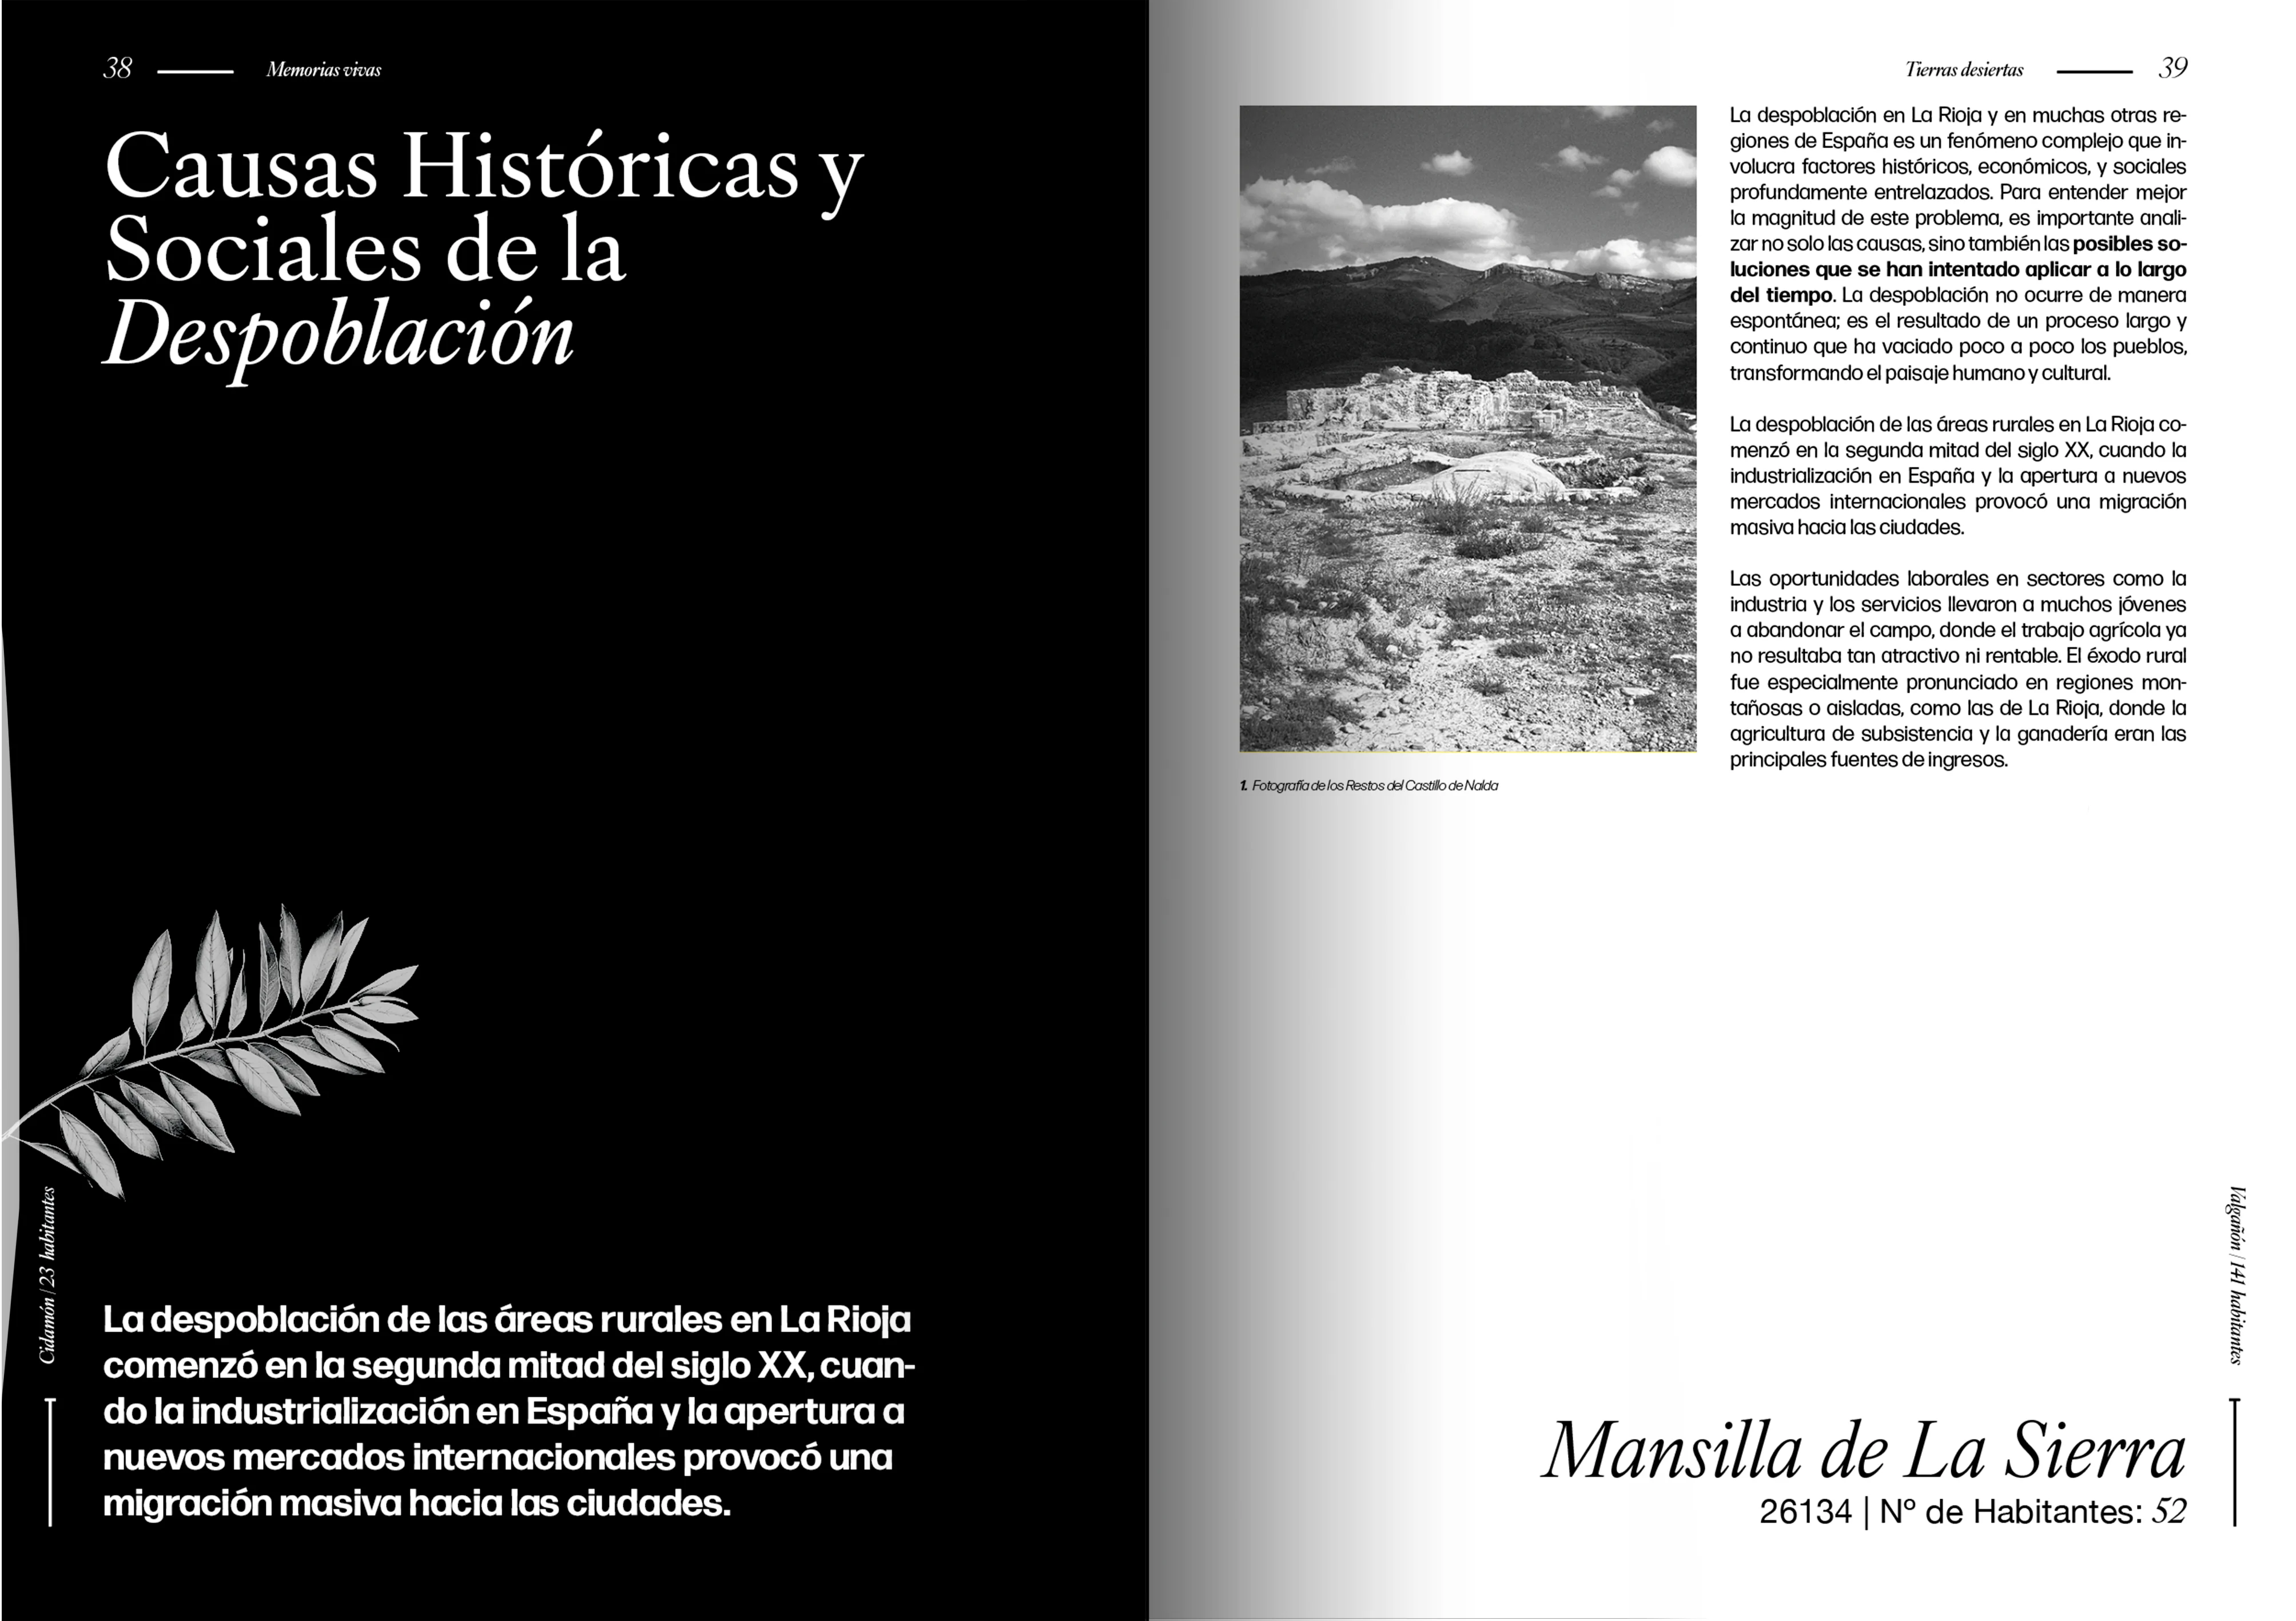 38
Memorias vivas
Causas Históricas y
Sociales de la
Despoblación
Cidamón | 23 habitantes
La despoblación de las áreas rurales en La Rioja
comenzó en la segunda mitad del siglo XX, cuan-
do la industrialización en España y la apertura a
nuevos mercados internacionales provocó una
migración masiva hacia las ciudades.
Tierras desiertas
39
1. Fotografía de los Restos del Castillo de Nalda
La despoblación en La Rioja y en muchas otras re-
giones de España es un fenómeno complejo que in-
volucra factores históricos, económicos, y sociales
profundamente entrelazados. Para entender mejor
la magnitud de este problema, es importante anali-
zar no solo las causas, sino también las posibles so-
luciones que se han intentado aplicar a lo largo
del tiempo. La despoblación no ocurre de manera
espontánea; es el resultado de un proceso largo y
continuo que ha vaciado poco a poco los pueblos,
transformando el paisaje humano y cultural.
La despoblación de las áreas rurales en La Rioja co-
menzó en la segunda mitad del siglo XX, cuando la
industrialización en España y la apertura a nuevos
mercados internacionales provocó una migración
masiva hacia las ciudades.
Las oportunidades laborales en sectores como la
industria y los servicios llevaron a muchos jóvenes
a abandonar el campo, donde el trabajo agrícola ya
no resultaba tan atractivo ni rentable. El éxodo rural
fue especialmente pronunciado en regiones mon-
tañosas o aisladas, como las de La Rioja, donde la
agricultura de subsistencia y la ganadería eran las
principales fuentes de ingresos.
Valgañón | 141 habitantes
Mansilla de La Sierra
26134 | Nº de Habitantes: 52